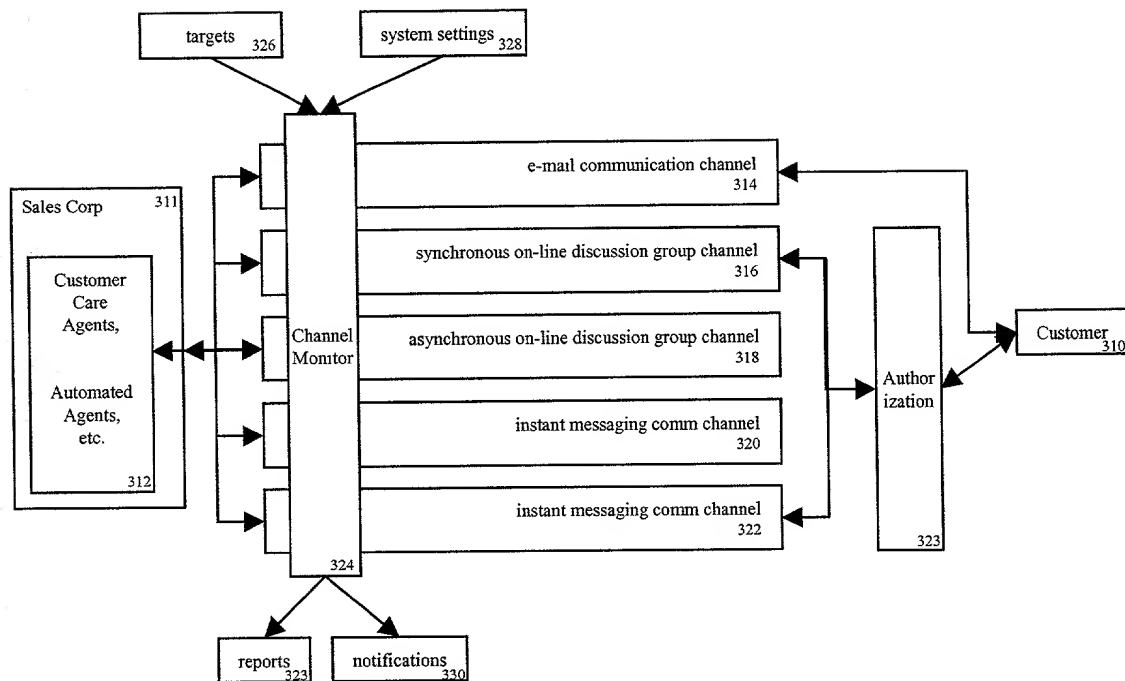 targets
326
system settings
328
e-mail communication channel
314
Sales Corp
311
synchronous on-line discussion group channel
316
Customer
Care
Agents,
Automated
Agents,
etc.
312
Channel
Monitor
324
asynchronous on-line discussion group channel
318
instant messaging comm channel
320
instant messaging comm channel
322
Author
ization
323
Customer
310
reports
323
notifications
330